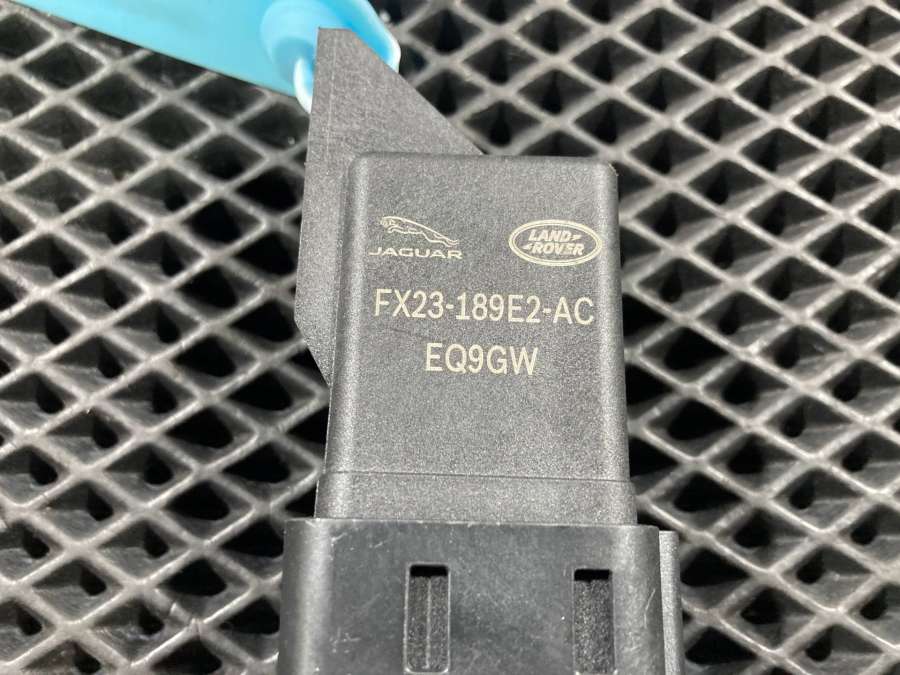 JAGUAR
LAND
ROVER
FX23-189E2-AC
EQ9GW